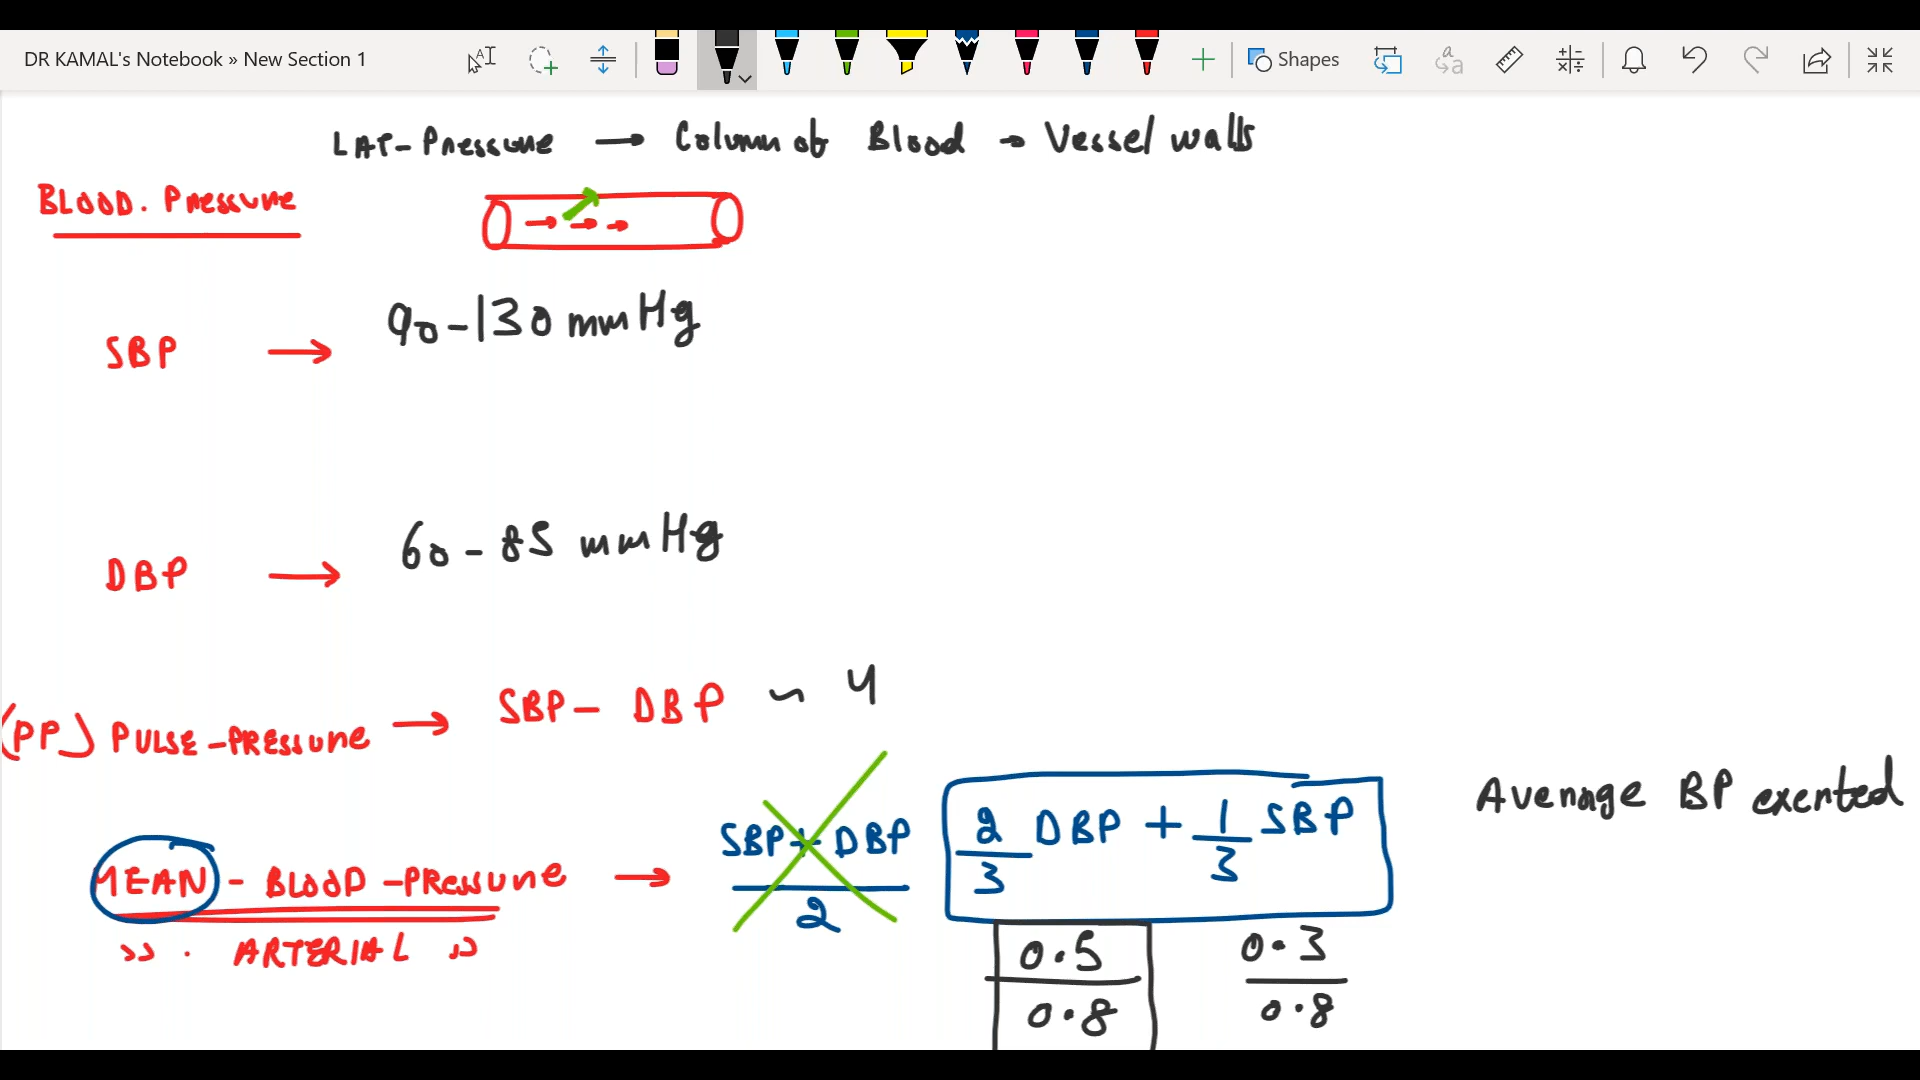 DR KAMAL's Notebook » New Section 1
Shapes
LAT-Pressure → Column of Blood → Vessel walls
BLOOD. Pressure
SBP → 90-130 mmHg
DBP → 60-85 mmHg
(PP) PULSE-PRESSURE → SBP - DBP ~ 4
MEAN - BLOOD - PRESSURE → SBP + DBP / 2
2/3 DBP + 1/3 SBP
Average BP exerted
" . ARTERIAL "
0.5 / 0.8
0.3 / 0.8